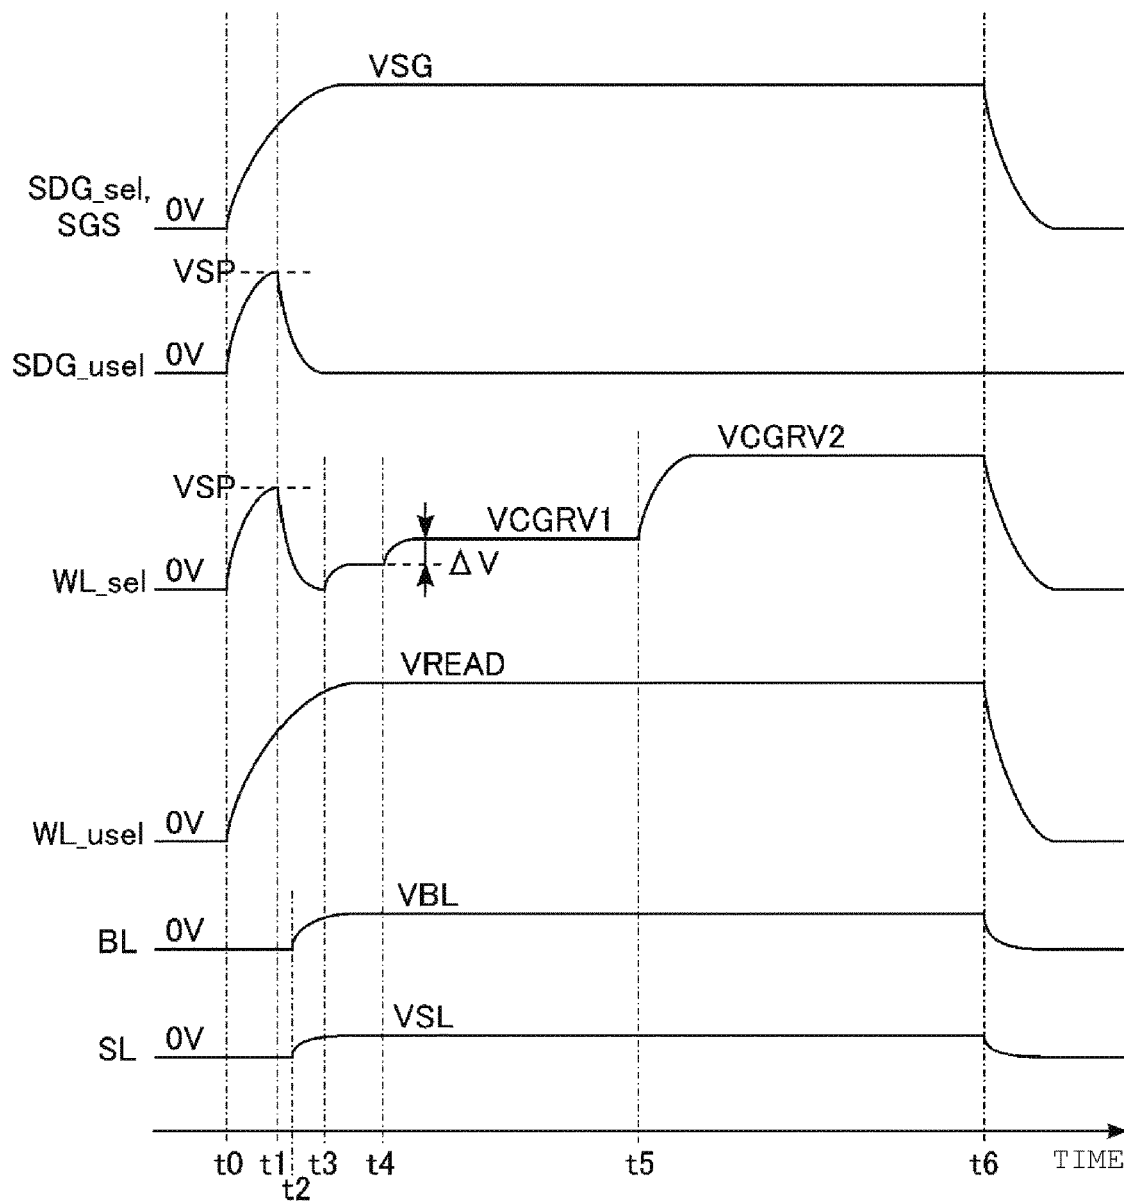 VSG
SDG_sel,
SGS 0V
VSP
SDG_usel 0V
VCGRV2
VSP
VCGRV1
WL_sel 0V
ΔV
VREAD
WL_usel 0V
VBL
BL 0V
VSL
SL 0V
t0 t1 t3 t4 t5 t6 TIME
t2